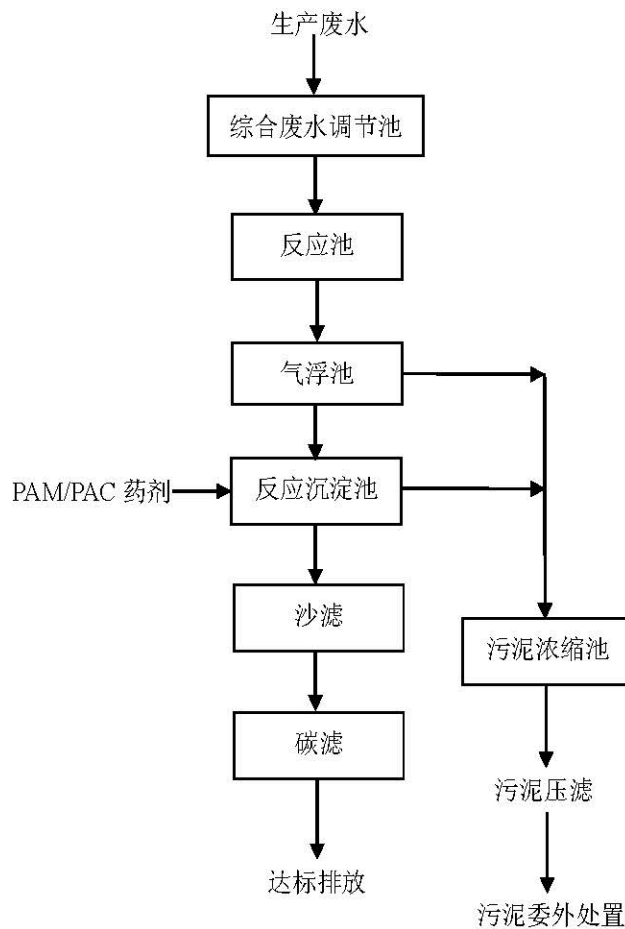 生产废水
综合废水调节池
反应池
气浮池
PAM/PAC 药剂
反应沉淀池
沙滤
污泥浓缩池
碳滤
污泥压滤
达标排放
污泥委外处置